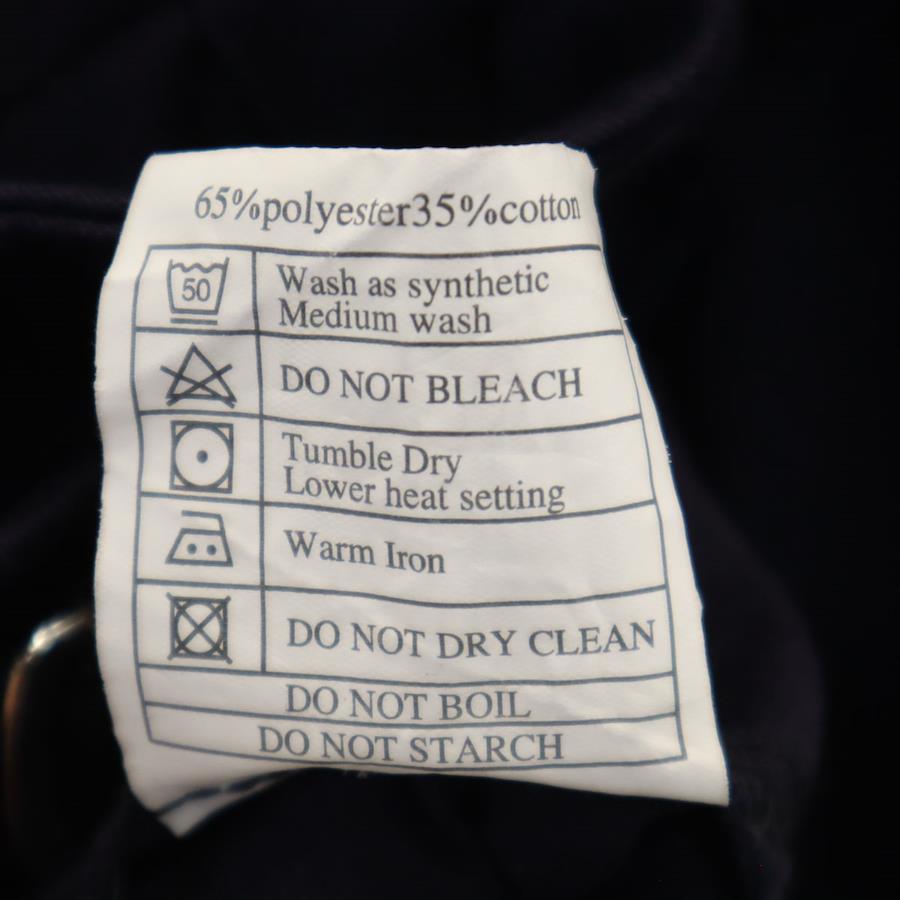 65%polyester35%cotton
50
Wash as synthetic
Medium wash
DO NOT BLEACH
Tumble Dry
Lower heat setting
Warm Iron
DO NOT DRY CLEAN
DO NOT BOIL
DO NOT STARCH